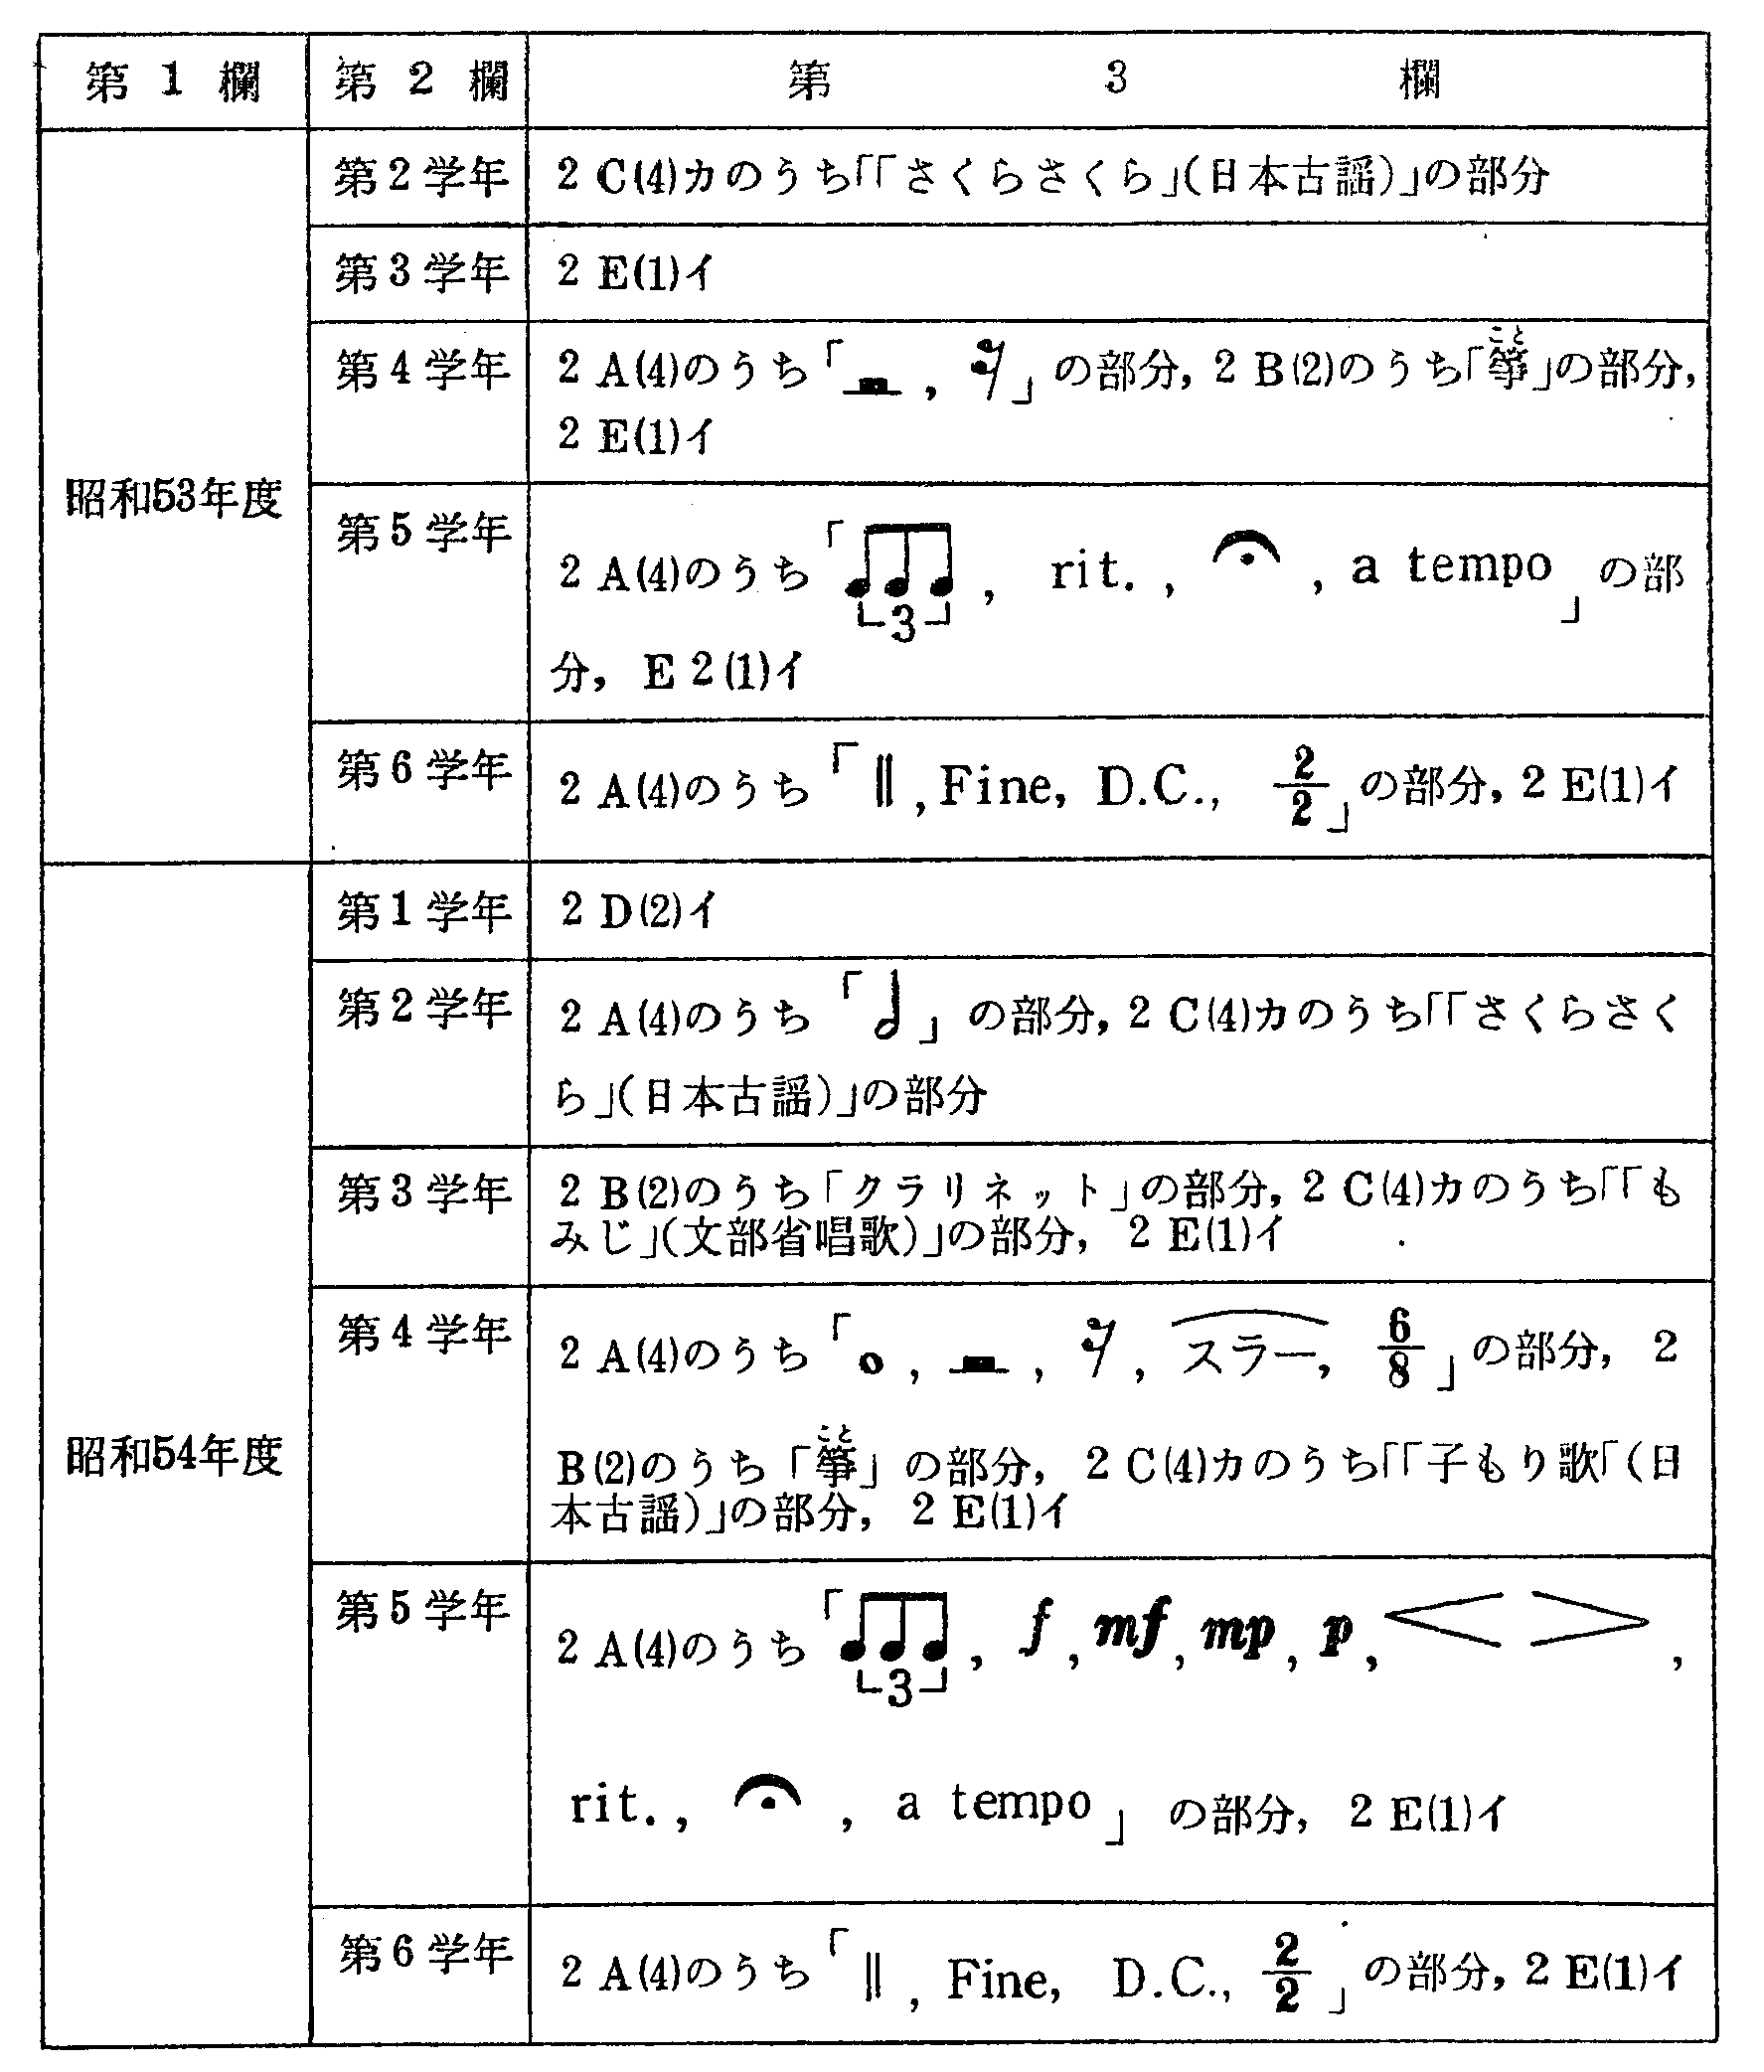 第 1 欄 第 2 欄 第 3 欄
昭和53年度
第2学年 2 C(4)カのうち「「さくらさくら」(日本古謡)」の部分
第3学年 2 E(1)イ
第4学年 2 A(4)のうち「𝄼, 𝄾」の部分, 2 B(2)のうち「箏」の部分,
こと
2 E(1)イ
第5学年 2 A(4)のうち「♫♪ 3, rit., 𝄐, a tempo」の部
分, E 2(1)イ
第6学年 2 A(4)のうち「‖, Fine, D.C., 2/2」の部分, 2 E(1)イ
昭和54年度
第1学年 2 D(2)イ
第2学年 2 A(4)のうち「𝅗𝅥」の部分, 2 C(4)カのうち「「さくらさく
ら」(日本古謡)」の部分
第3学年 2 B(2)のうち「クラリネット」の部分, 2 C(4)カのうち「「も
みじ」(文部省唱歌)」の部分, 2 E(1)イ
第4学年 2 A(4)のうち「𝅝, 𝄼, 𝄾, スラー, 6/8」の部分, 2
こと
B(2)のうち「箏」の部分, 2 C(4)カのうち「「子もり歌「(日
本古謡)」の部分, 2 E(1)イ
第5学年 2 A(4)のうち「♫♪ 3, f, mf, mp, p, < >,
rit., 𝄐, a tempo」の部分, 2 E(1)イ
第6学年 2 A(4)のうち「‖, Fine, D.C., 2/2」の部分, 2 E(1)イ